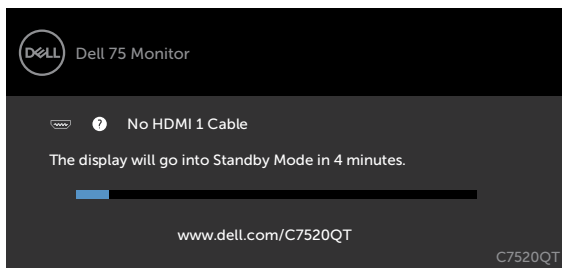 DELL Dell 75 Monitor
? No HDMI 1 Cable
The display will go into Standby Mode in 4 minutes.
www.dell.com/C7520QT
C7520QT